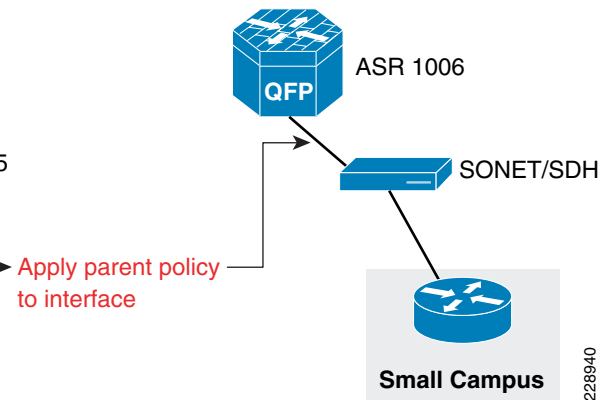 ASR 1006
QFP
5
SONET/SDH
Apply parent policy
to interface
Small Campus
228940